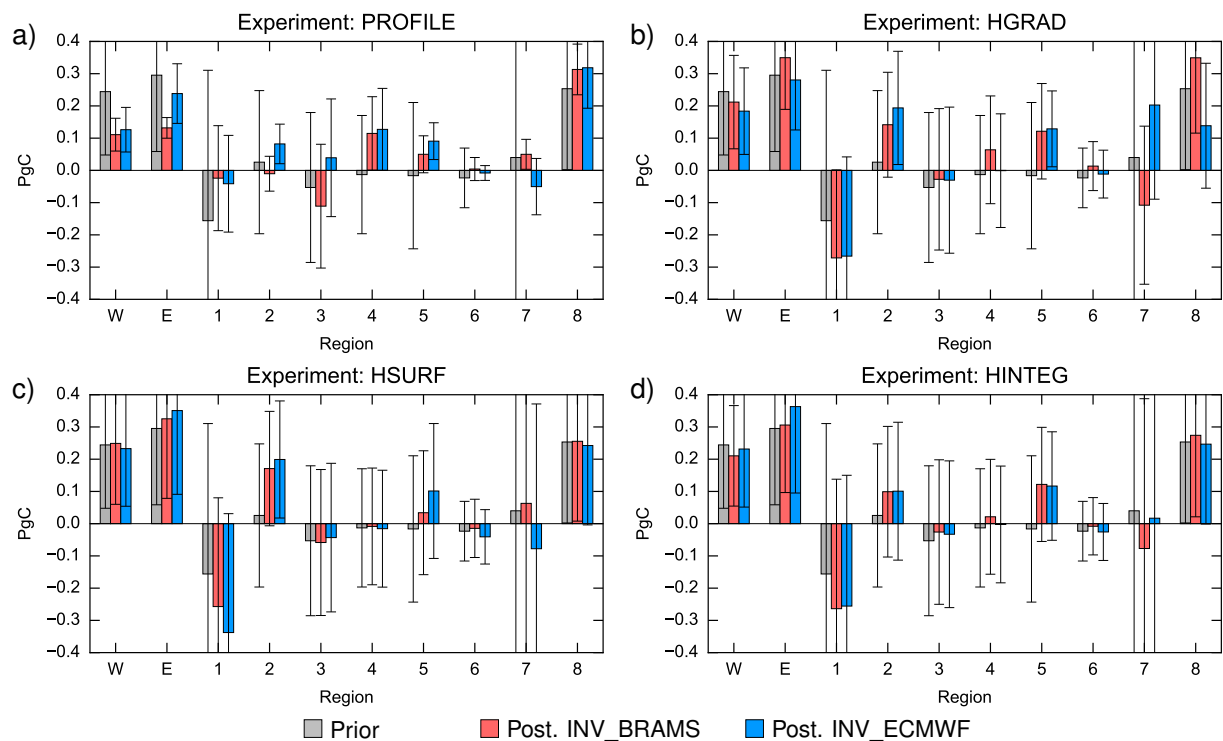 Experiment: PROFILE
a)
0.4
0.3
0.2
0.1
0.0
−0.1
−0.2
−0.3
−0.4
PgC
W E 1 2 3 4 5 6 7 8
Region
Experiment: HGRAD
b)
0.4
0.3
0.2
0.1
0.0
−0.1
−0.2
−0.3
−0.4
PgC
W E 1 2 3 4 5 6 7 8
Region
Experiment: HSURF
c)
0.4
0.3
0.2
0.1
0.0
−0.1
−0.2
−0.3
−0.4
PgC
W E 1 2 3 4 5 6 7 8
Region
Experiment: HINTEG
d)
0.4
0.3
0.2
0.1
0.0
−0.1
−0.2
−0.3
−0.4
PgC
W E 1 2 3 4 5 6 7 8
Region
Prior Post. INV_BRAMS Post. INV_ECMWF